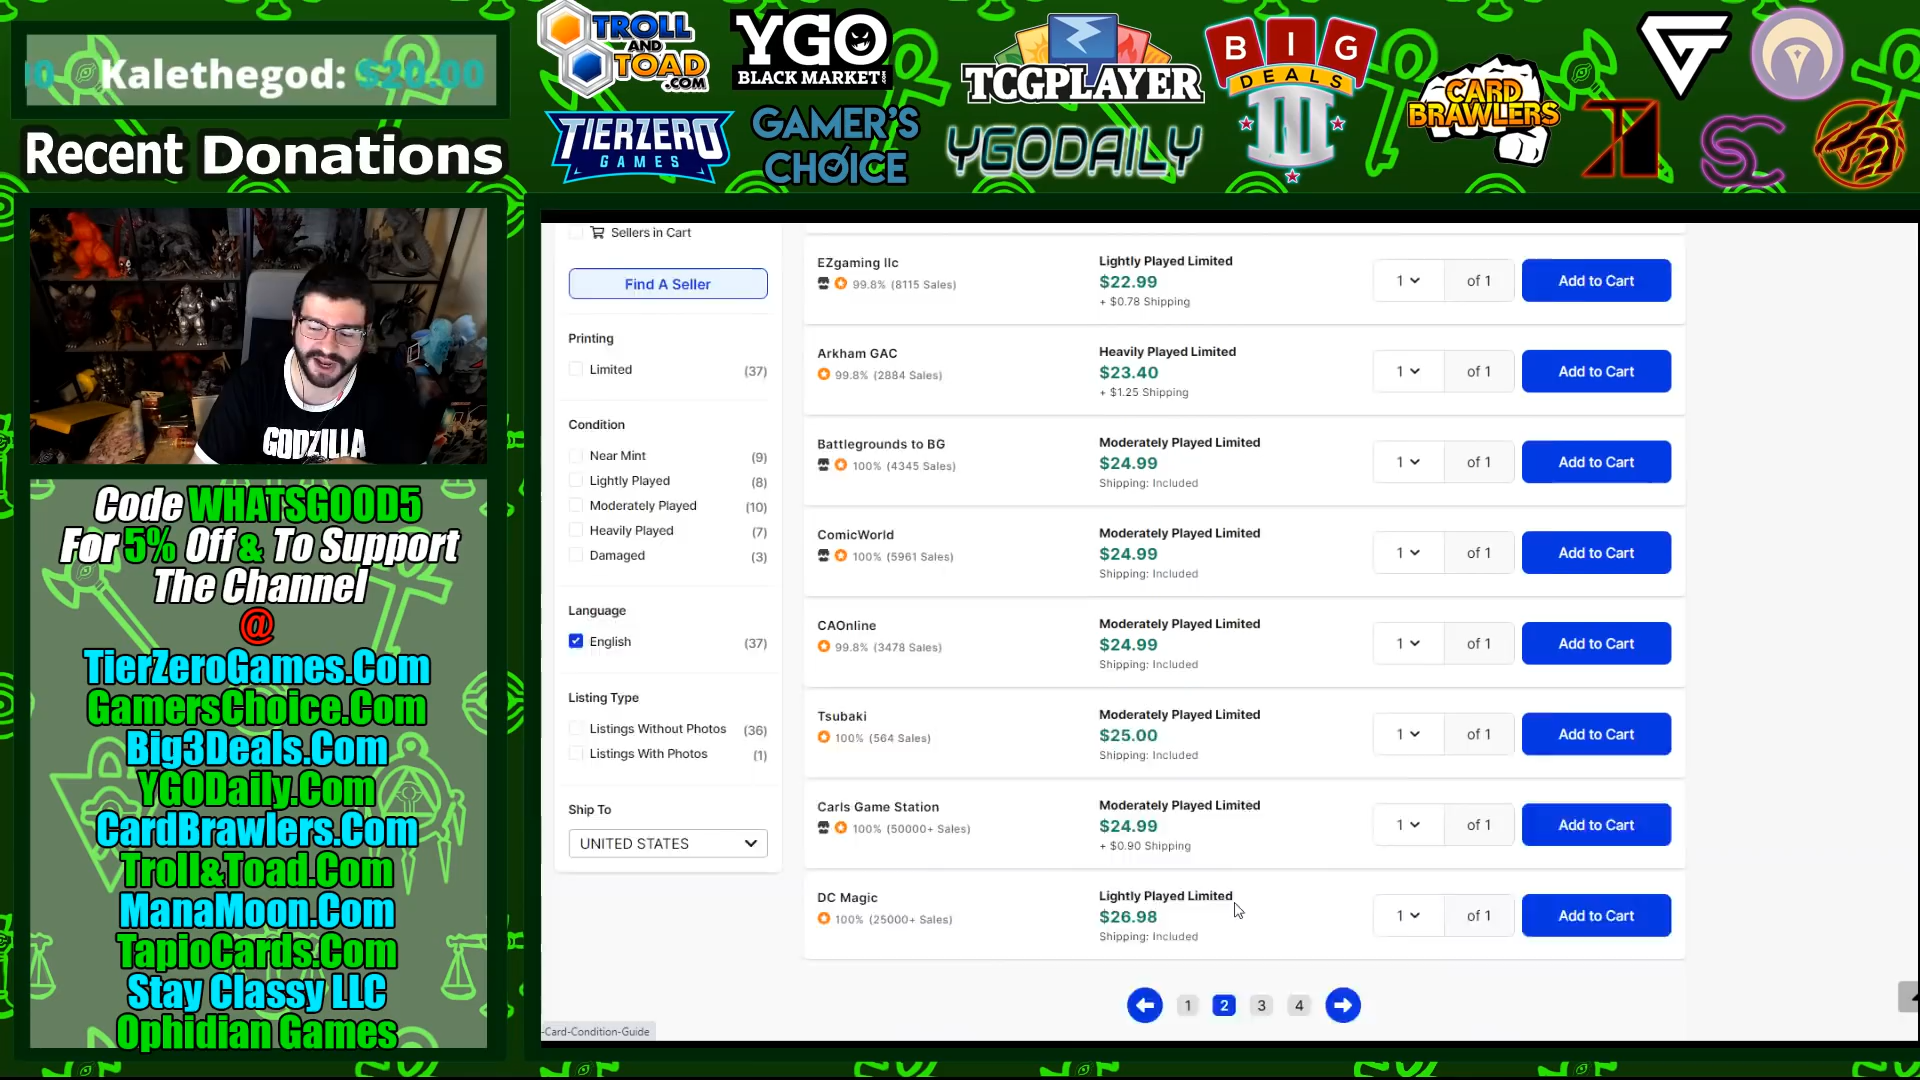 Kalethegod: $20.00
Recent Donations
TROLL
AND
TOAD
.COM
YGO
BLACK MARKET.COM
TCGPLAYER
BIG
DEALS
III
CARD
BRAWLERS
TIERZERO
GAMES
GAMER'S
CHOICE
YGODAILY
SC
GODZILLA
Code WHATSGOOD5
For 5% Off & To Support
The Channel
@
TierZeroGames.Com
GamersChoice.Com
Big3Deals.Com
YGODaily.Com
CardBrawlers.Com
Troll&Toad.Com
ManaMoon.Com
TapioCards.Com
Stay Classy LLC
Ophidian Games
Sellers in Cart
Find A Seller
Printing
Limited (37)
Condition
Near Mint (9)
Lightly Played (8)
Moderately Played (10)
Heavily Played (7)
Damaged (3)
Language
English (37)
Listing Type
Listings Without Photos (36)
Listings With Photos (1)
Ship To
UNITED STATES
EZgaming llc
99.8% (8115 Sales)
Lightly Played Limited
$22.99
+ $0.78 Shipping
1 of 1 Add to Cart
Arkham GAC
99.8% (2884 Sales)
Heavily Played Limited
$23.40
+ $1.25 Shipping
1 of 1 Add to Cart
Battlegrounds to BG
100% (4345 Sales)
Moderately Played Limited
$24.99
Shipping: Included
1 of 1 Add to Cart
ComicWorld
100% (5961 Sales)
Moderately Played Limited
$24.99
Shipping: Included
1 of 1 Add to Cart
CAOnline
99.8% (3478 Sales)
Moderately Played Limited
$24.99
Shipping: Included
1 of 1 Add to Cart
Tsubaki
100% (564 Sales)
Moderately Played Limited
$25.00
Shipping: Included
1 of 1 Add to Cart
Carls Game Station
100% (50000+ Sales)
Moderately Played Limited
$24.99
+ $0.90 Shipping
1 of 1 Add to Cart
DC Magic
100% (25000+ Sales)
Lightly Played Limited
$26.98
Shipping: Included
1 of 1 Add to Cart
1 2 3 4
-Card-Condition-Guide